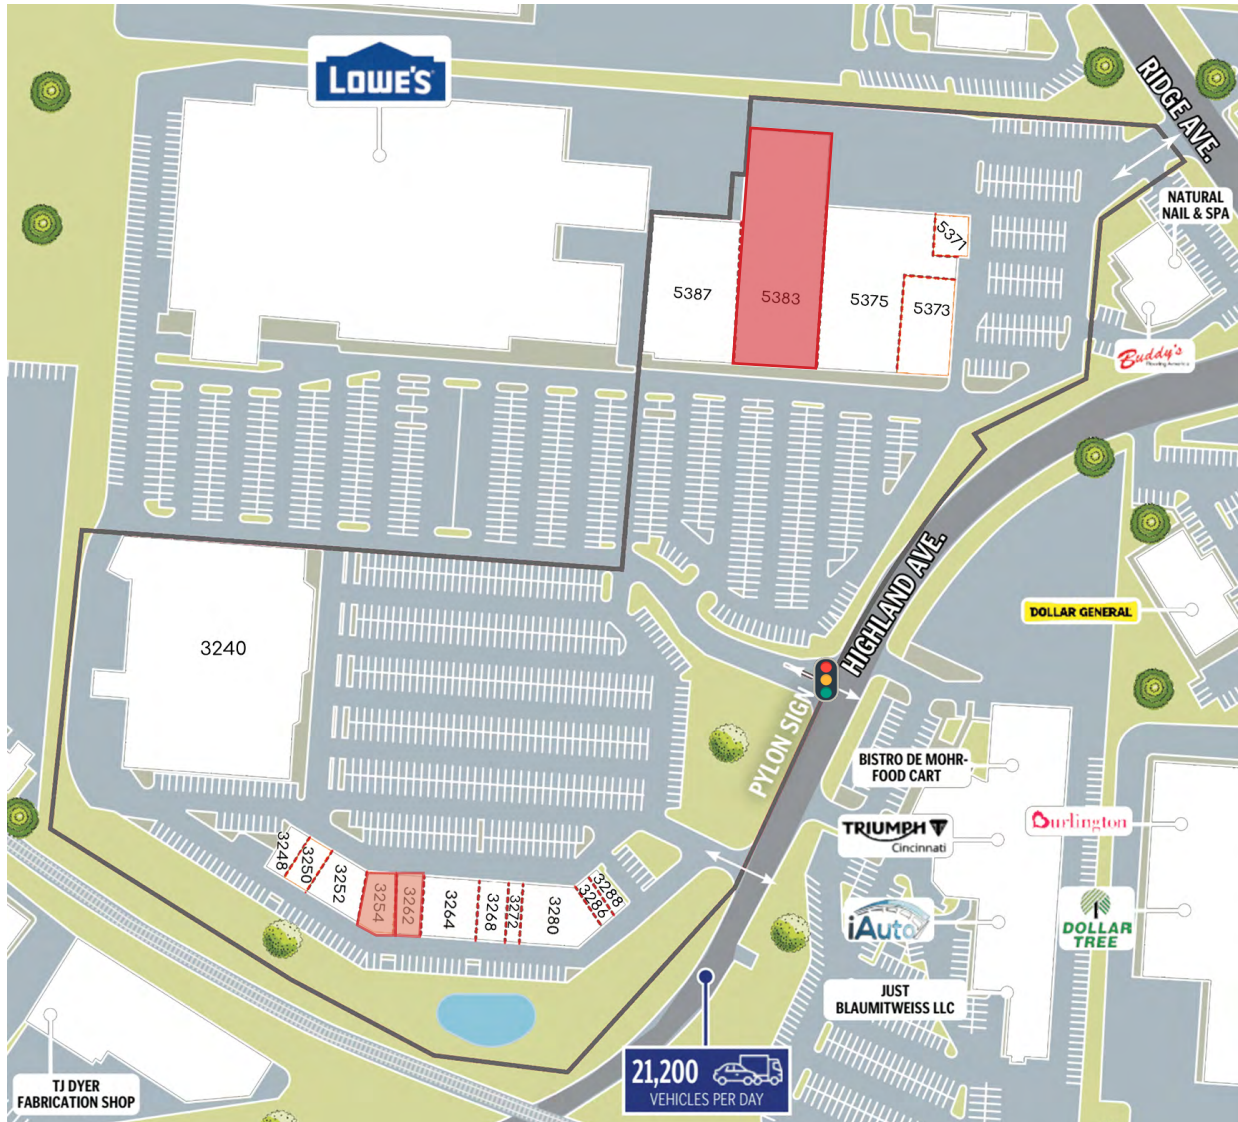 LOWE'S
RIDGE AVE.
NATURAL
NAIL & SPA
5371
5387
5383
5375
5373
Buddy's
Flooring America
HIGHLAND AVE.
DOLLAR GENERAL
3240
PYLON SIGN
BISTRO DE MOHR-
FOOD CART
TRIUMPH
Cincinnati
Burlington
3248
3250
3252
3254
3262
3264
3268
3272
3280
3286
3288
iAuto
DOLLAR
TREE
JUST
BLAUMITWEISS LLC
21,200
VEHICLES PER DAY
TJ DYER
FABRICATION SHOP